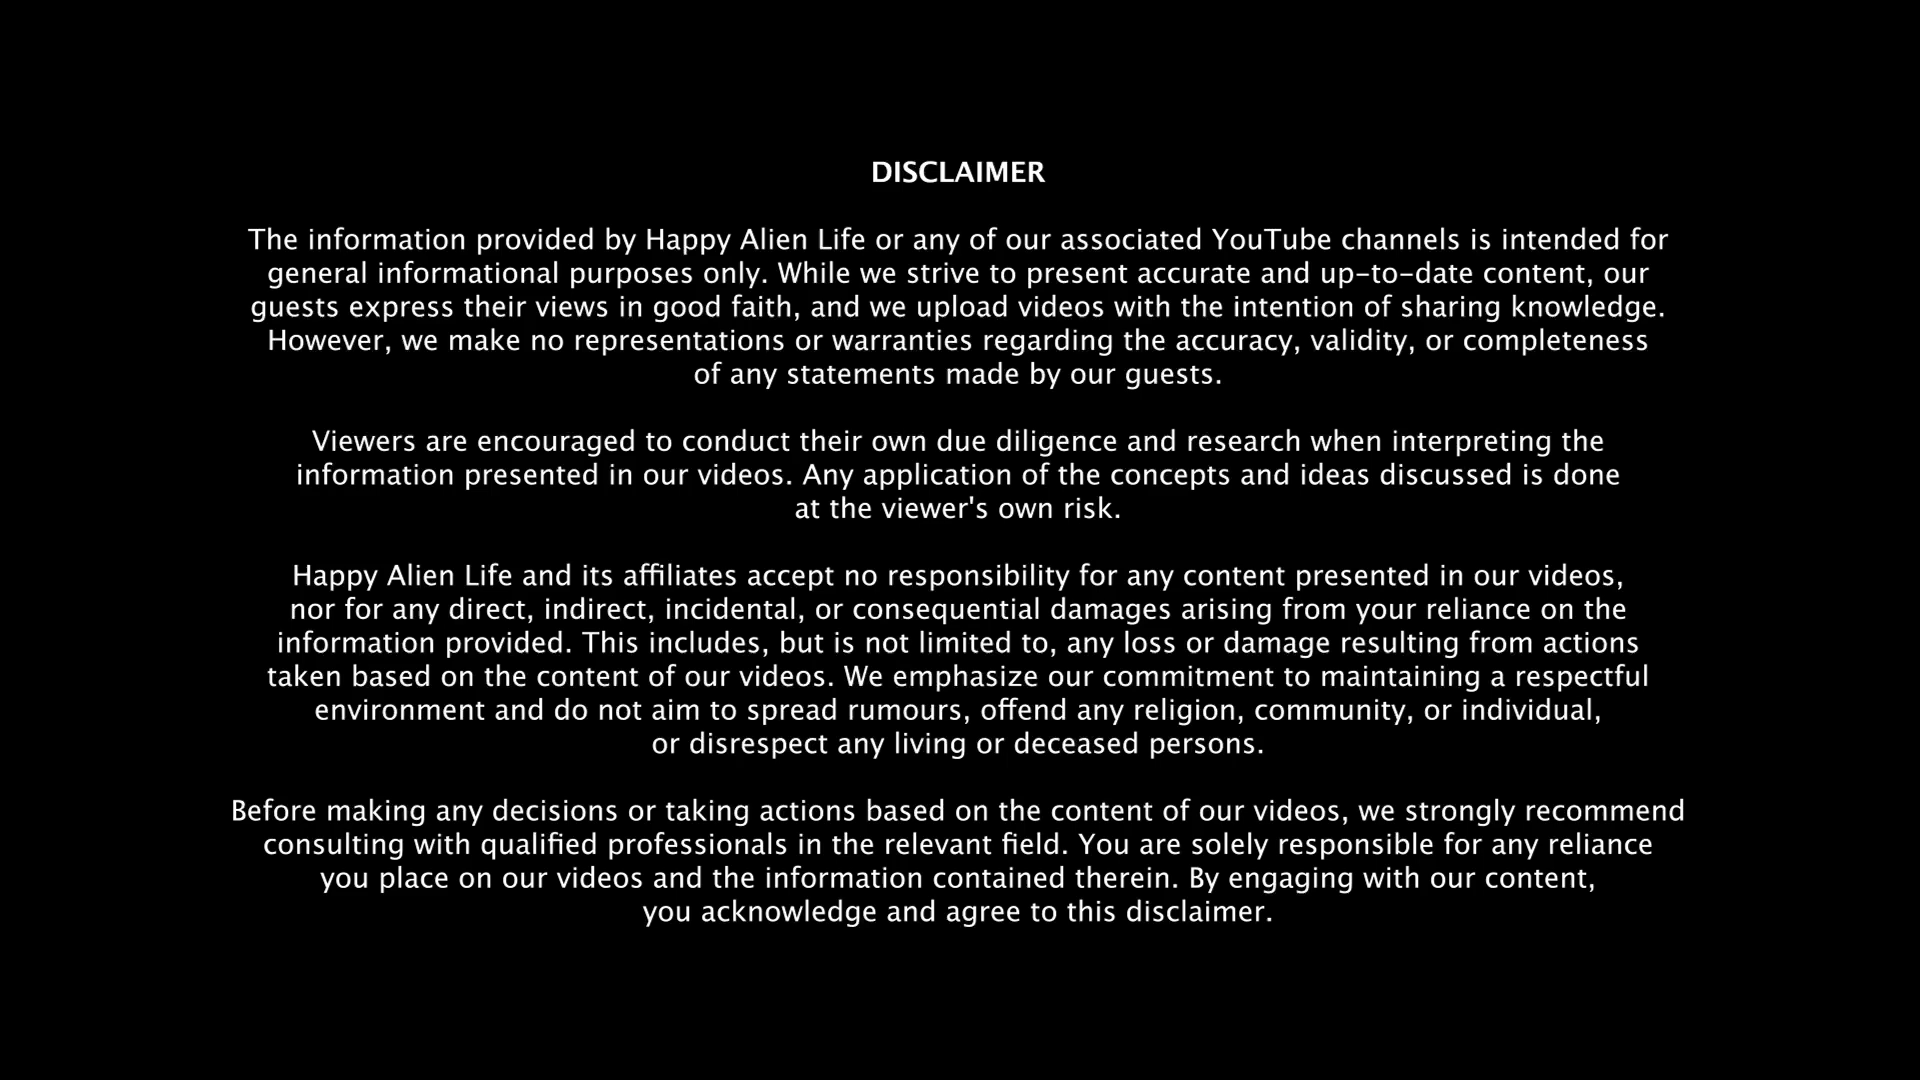 DISCLAIMER
The information provided by Happy Alien Life or any of our associated YouTube channels is intended for
general informational purposes only. While we strive to present accurate and up-to-date content, our
guests express their views in good faith, and we upload videos with the intention of sharing knowledge.
However, we make no representations or warranties regarding the accuracy, validity, or completeness
of any statements made by our guests.
Viewers are encouraged to conduct their own due diligence and research when interpreting the
information presented in our videos. Any application of the concepts and ideas discussed is done
at the viewer's own risk.
Happy Alien Life and its affiliates accept no responsibility for any content presented in our videos,
nor for any direct, indirect, incidental, or consequential damages arising from your reliance on the
information provided. This includes, but is not limited to, any loss or damage resulting from actions
taken based on the content of our videos. We emphasize our commitment to maintaining a respectful
environment and do not aim to spread rumours, offend any religion, community, or individual,
or disrespect any living or deceased persons.
Before making any decisions or taking actions based on the content of our videos, we strongly recommend
consulting with qualified professionals in the relevant field. You are solely responsible for any reliance
you place on our videos and the information contained therein. By engaging with our content,
you acknowledge and agree to this disclaimer.